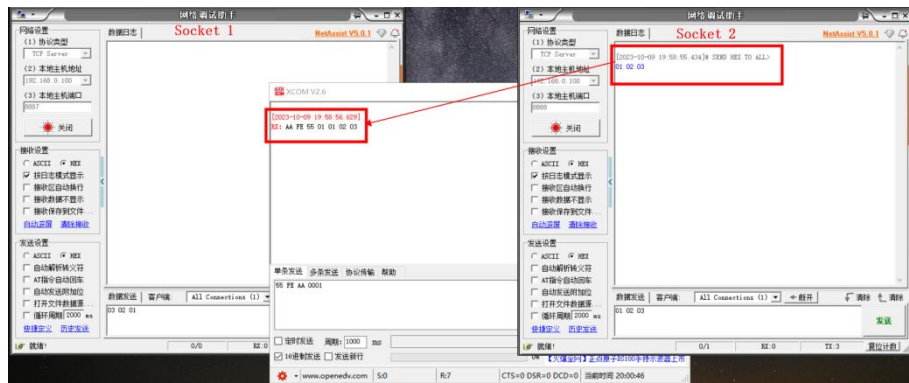 网络调试助手
网络设置
(1) 协议类型
TCP Server
(2) 本地主机地址
192.168.0.100
(3) 本地主机端口
8887
关闭
接收设置
ASCII HEX
按日志模式显示
接收区自动换行
接收数据不显示
接收保存到文件...
自动滚屏 清除接收
发送设置
ASCII HEX
自动解析转义符
AT指令自动回车
自动发送附加位
打开文件数据源...
循环周期 2000 ms
快捷定义 历史发送
数据日志
Socket 1
NetAssist V5.0.1
数据发送 客户端: All Connections (1)
03 02 01
就绪! 0/0
XCOM V2.6
[2023-10-09 19:58:56.629]
RX: AA FE 55 01 01 02 03
单条发送 多条发送 协议传输 帮助
55 FE AA 0001
定时发送 周期: 1000 ms
16进制发送 发送新行
0% 【火爆全网】正点原子DS100手持示波器上市
www.openedv.com S:0 R:7 CTS=0 DSR=0 DCD=0 当前时间 20:00:46
网络调试助手
网络设置
(1) 协议类型
TCP Server
(2) 本地主机地址
192.168.0.100
(3) 本地主机端口
8888
关闭
接收设置
ASCII HEX
按日志模式显示
接收区自动换行
接收数据不显示
接收保存到文件...
自动滚屏 清除接收
发送设置
ASCII HEX
自动解析转义符
AT指令自动回车
自动发送附加位
打开文件数据源...
循环周期 2000 ms
快捷定义 历史发送
数据日志
Socket 2
NetAssist V5.0.1
[2023-10-09 19:58:55.434]# SEND HEX TO ALL>
01 02 03
数据发送 客户端: All Connections (1) 断开 清除 清除
01 02 03
发送
就绪! 0/1 RX:0 TX:3 复位计数